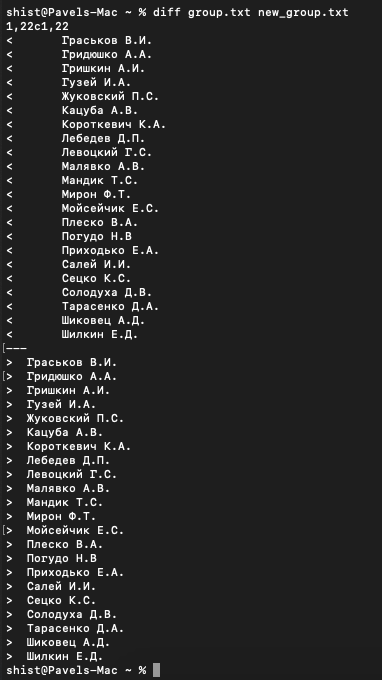 shist@Pavels-Mac ~ % diff group.txt new_group.txt
1,22c1,22
<       Граськов В.И.
<       Гридюшко А.А.
<       Гришкин А.И.
<       Гузей И.А.
<       Жуковский П.С.
<       Кацуба А.В.
<       Короткевич К.А.
<       Лебедев Д.П.
<       Левоцкий Г.С.
<       Малявко А.В.
<       Мандик Т.С.
<       Мирон Ф.Т.
<       Мойсейчик Е.С.
<       Плеско В.А.
<       Погудо Н.В
<       Приходько Е.А.
<       Салей И.И.
<       Сецко К.С.
<       Солодуха Д.В.
<       Тарасенко Д.А.
<       Шиковец А.Д.
<       Шилкин Е.Д.
[---
>  Граськов В.И.
[>  Гридюшко А.А.
>  Гришкин А.И.
>  Гузей И.А.
>  Жуковский П.С.
>  Кацуба А.В.
>  Короткевич К.А.
>  Лебедев Д.П.
>  Левоцкий Г.С.
>  Малявко А.В.
>  Мандик Т.С.
>  Мирон Ф.Т.
[>  Мойсейчик Е.С.
>  Плеско В.А.
>  Погудо Н.В
>  Приходько Е.А.
>  Салей И.И.
>  Сецко К.С.
>  Солодуха Д.В.
>  Тарасенко Д.А.
>  Шиковец А.Д.
>  Шилкин Е.Д.
shist@Pavels-Mac ~ %